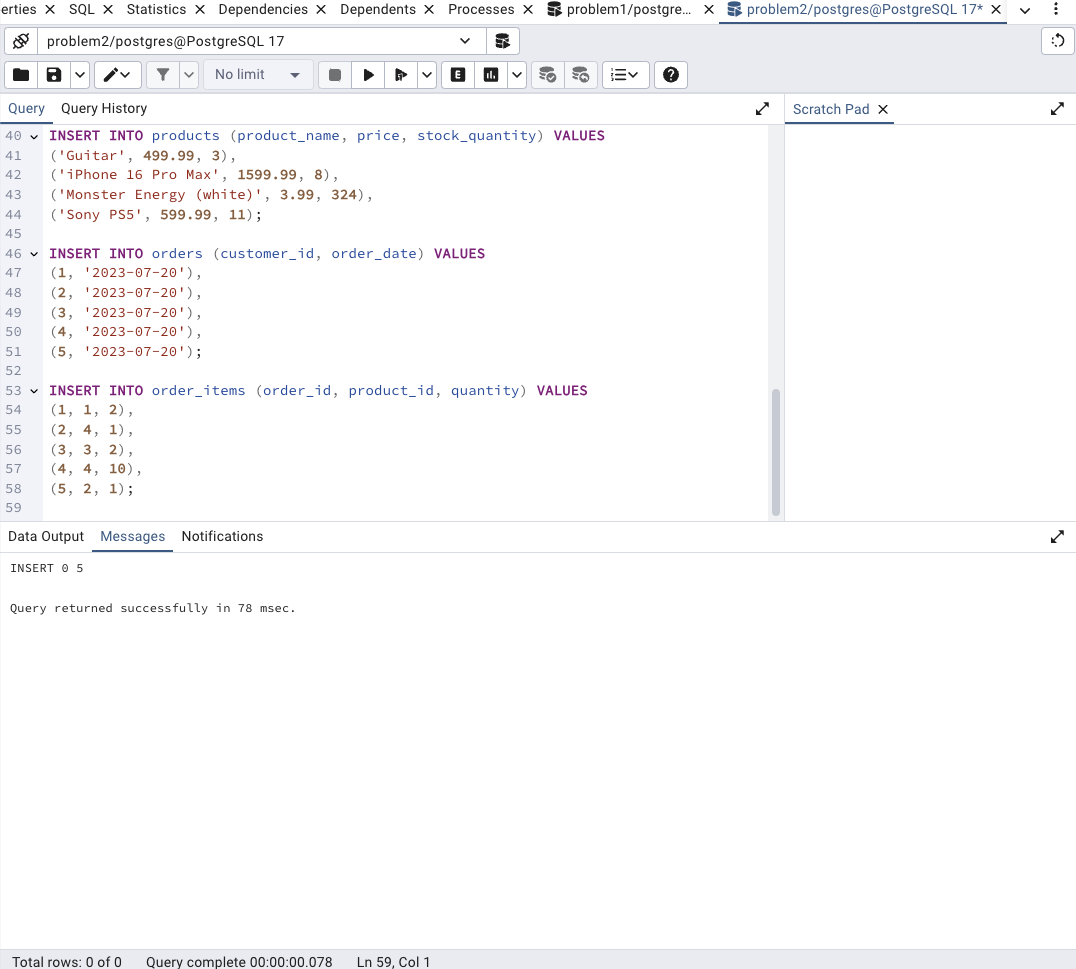 erties SQL Statistics Dependencies Dependents Processes problem1/postgre... problem2/postgres@PostgreSQL 17*
problem2/postgres@PostgreSQL 17
No limit E
Query Query History Scratch Pad
40 INSERT INTO products (product_name, price, stock_quantity) VALUES
41 ('Guitar', 499.99, 3),
42 ('iPhone 16 Pro Max', 1599.99, 8),
43 ('Monster Energy (white)', 3.99, 324),
44 ('Sony PS5', 599.99, 11);
45
46 INSERT INTO orders (customer_id, order_date) VALUES
47 (1, '2023-07-20'),
48 (2, '2023-07-20'),
49 (3, '2023-07-20'),
50 (4, '2023-07-20'),
51 (5, '2023-07-20');
52
53 INSERT INTO order_items (order_id, product_id, quantity) VALUES
54 (1, 1, 2),
55 (2, 4, 1),
56 (3, 3, 2),
57 (4, 4, 10),
58 (5, 2, 1);
59
Data Output Messages Notifications
INSERT 0 5
Query returned successfully in 78 msec.
Total rows: 0 of 0 Query complete 00:00:00.078 Ln 59, Col 1